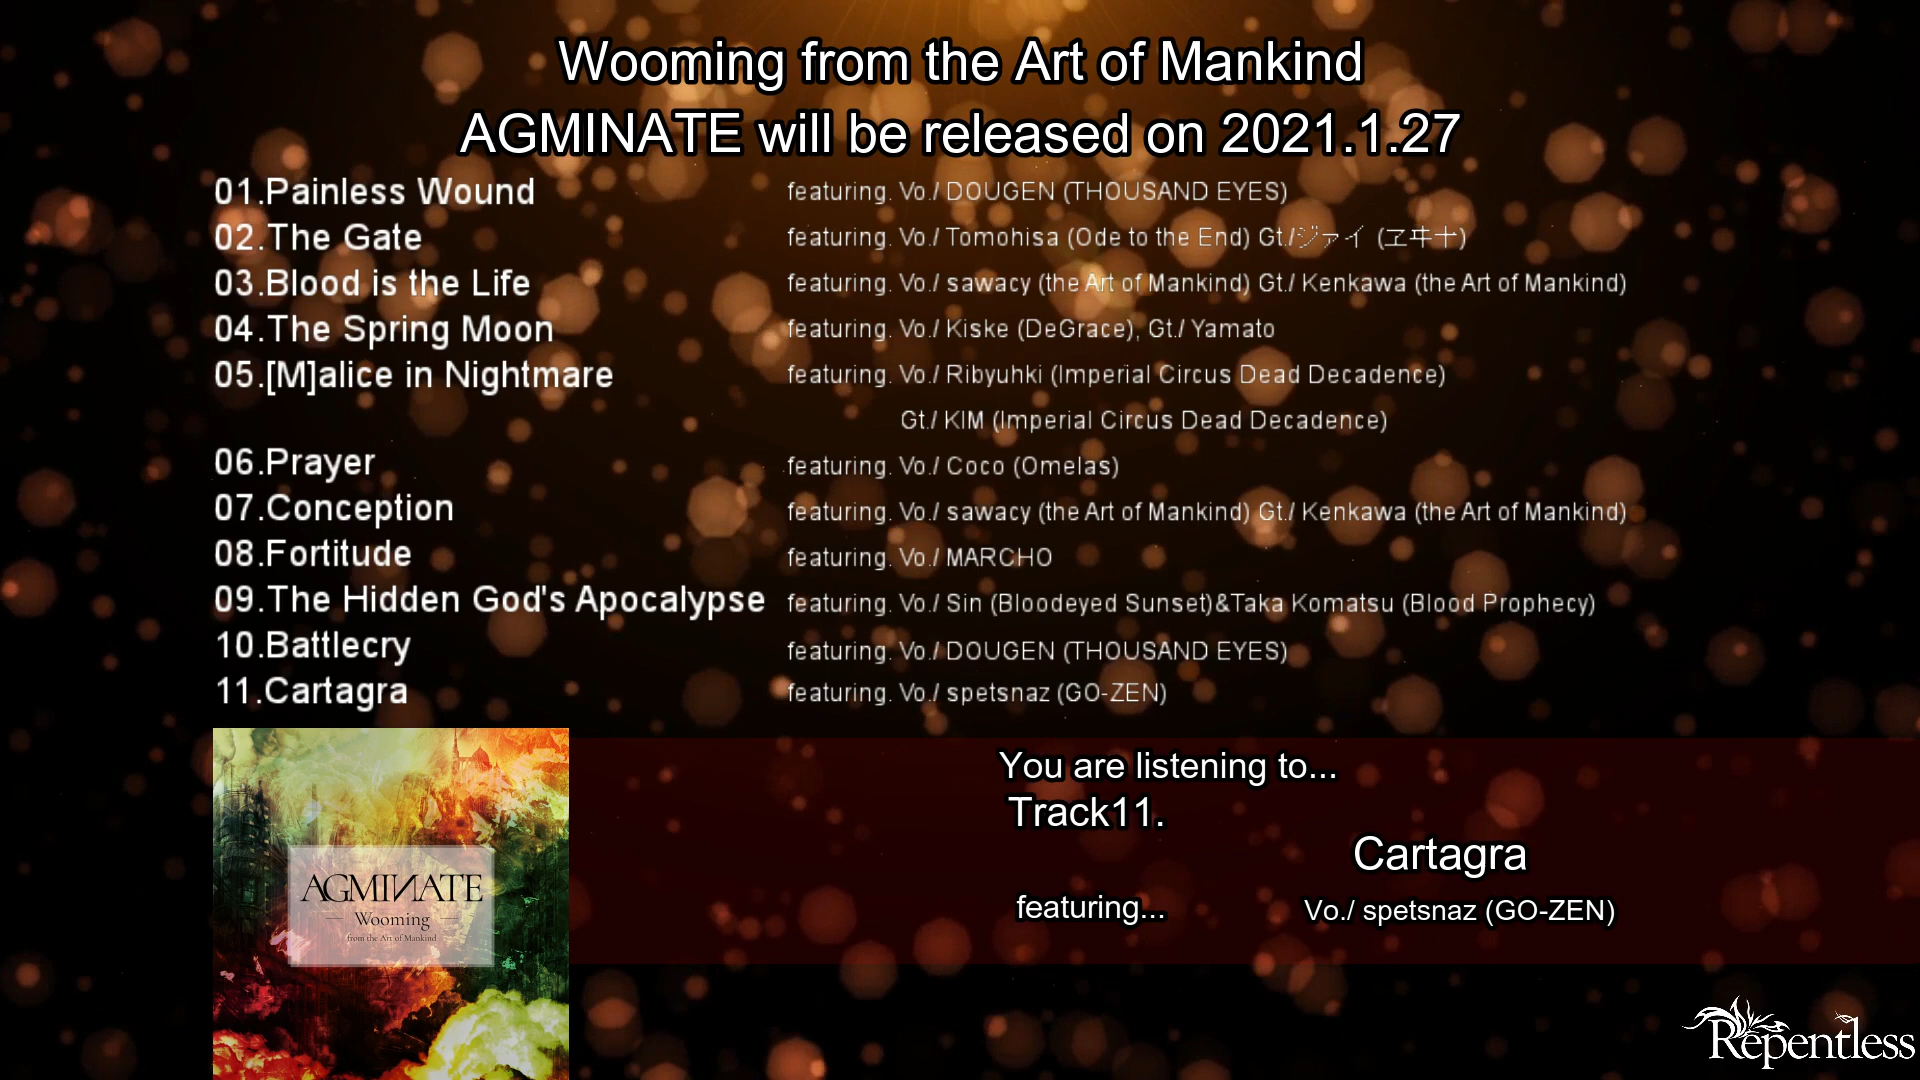 Wooming from the Art of Mankind
AGMINATE will be released on 2021.1.27
01.Painless Wound featuring. Vo./ DOUGEN (THOUSAND EYES)
02.The Gate featuring. Vo./ Tomohisa (Ode to the End) Gt./ジァイ (ヱヰ十)
03.Blood is the Life featuring. Vo./ sawacy (the Art of Mankind) Gt./ Kenkawa (the Art of Mankind)
04.The Spring Moon featuring. Vo./ Kiske (DeGrace), Gt./ Yamato
05.[M]alice in Nightmare featuring. Vo./ Ribyuhki (Imperial Circus Dead Decadence)
Gt./ KIM (Imperial Circus Dead Decadence)
06.Prayer featuring. Vo./ Coco (Omelas)
07.Conception featuring. Vo./ sawacy (the Art of Mankind) Gt./ Kenkawa (the Art of Mankind)
08.Fortitude featuring. Vo./ MARCHO
09.The Hidden God's Apocalypse featuring. Vo./ Sin (Bloodeyed Sunset)&Taka Komatsu (Blood Prophecy)
10.Battlecry featuring. Vo./ DOUGEN (THOUSAND EYES)
11.Cartagra featuring. Vo./ spetsnaz (GO-ZEN)
You are listening to...
Track11.
Cartagra
featuring... Vo./ spetsnaz (GO-ZEN)
AGMINATE
Wooming
from the Art of Mankind
Repentless